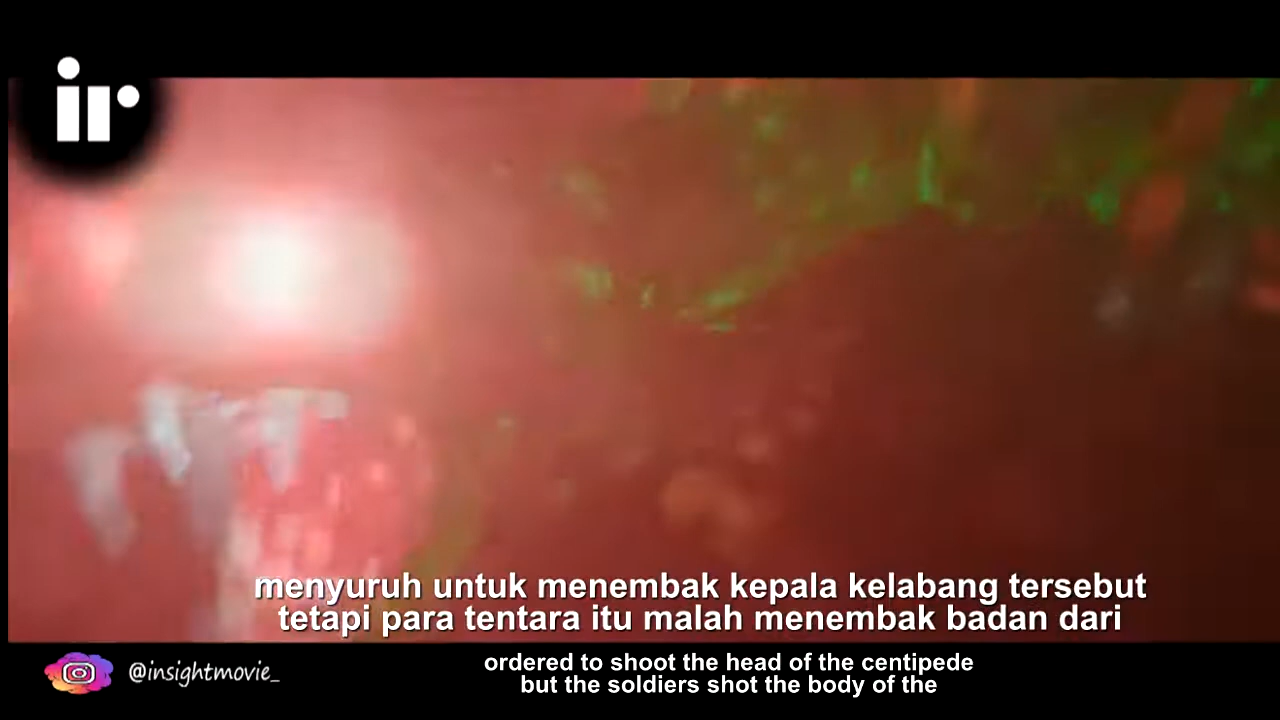 ir
menyuruh untuk menembak kepala kelabang tersebut
tetapi para tentara itu malah menembak badan dari
@insightmovie_
ordered to shoot the head of the centipede
but the soldiers shot the body of the